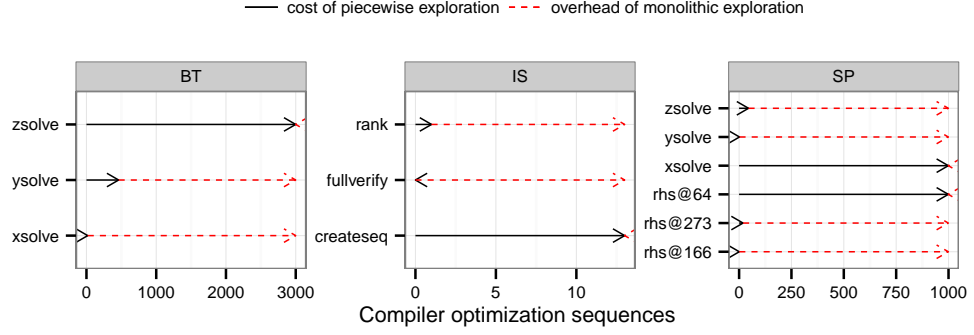 cost of piecewise exploration overhead of monolithic exploration
BT
zsolve
ysolve
xsolve
0 1000 2000 3000
IS
rank
fullverify
createseq
0 5 10
SP
zsolve
ysolve
xsolve
rhs@64
rhs@273
rhs@166
0 250 500 750 1000
Compiler optimization sequences